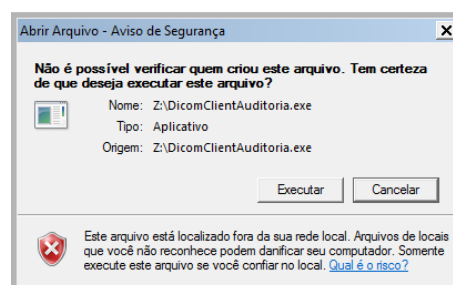 Abrir Arquivo - Aviso de Segurança
Não é possível verificar quem criou este arquivo. Tem certeza
de que deseja executar este arquivo?
Nome: Z:\DicomClientAuditoria.exe
Tipo: Aplicativo
Origem: Z:\DicomClientAuditoria.exe
Executar Cancelar
Este arquivo está localizado fora da sua rede local. Arquivos de locais
que você não reconhece podem danificar seu computador. Somente
execute este arquivo se você confiar no local. Qual é o risco?